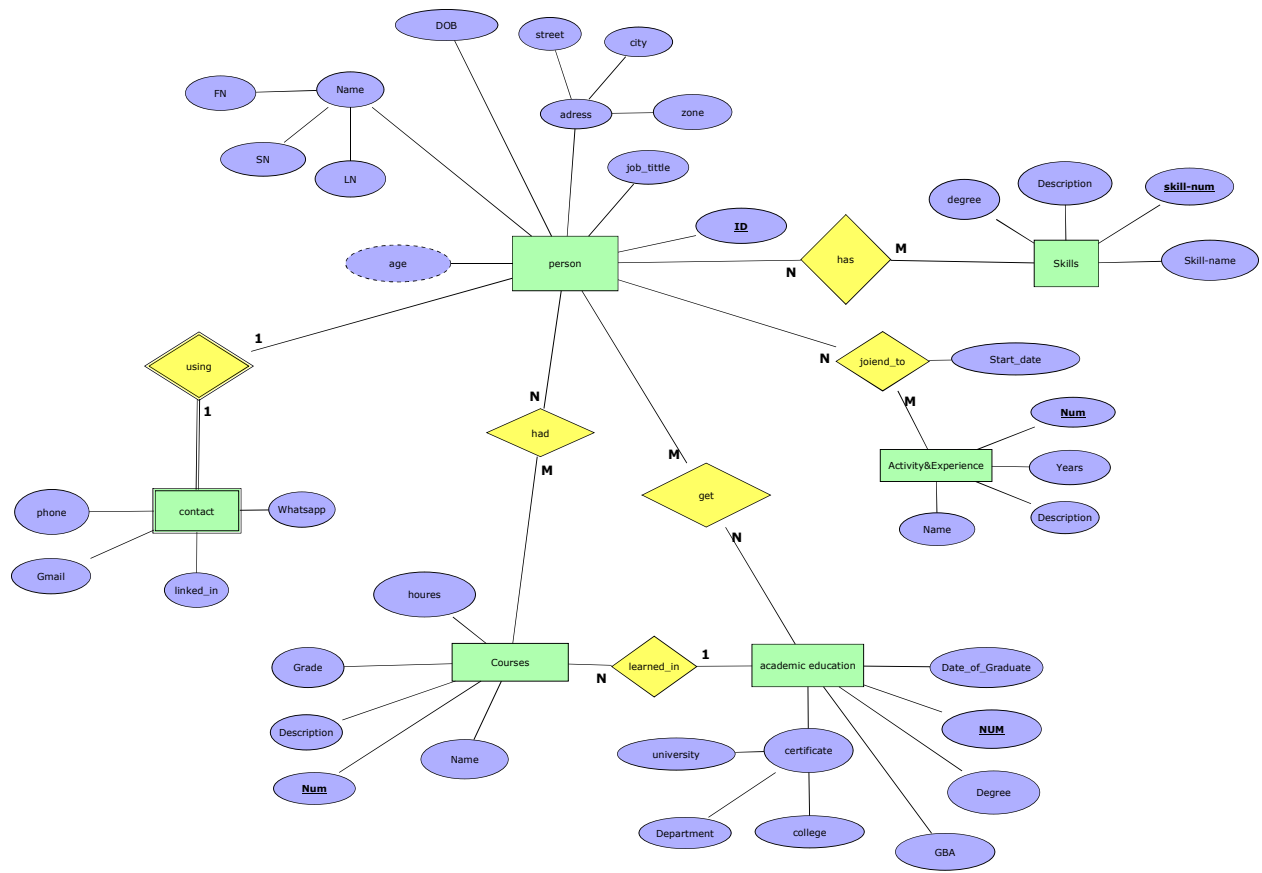 DOB
street
city
FN
Name
adress
zone
SN
LN
job_tittle
degree
Description
skill-num
ID
age
person
N
has
M
Skills
Skill-name
1
using
1
N
joiend_to
Start_date
M
N
had
M
Num
Activity&Experience
Years
Name
Description
M
get
N
phone
contact
Whatsapp
Gmail
linked_in
houres
Grade
Courses
N
learned_in
1
academic education
Date_of_Graduate
Description
Num
Name
NUM
university
certificate
Department
college
Degree
GBA